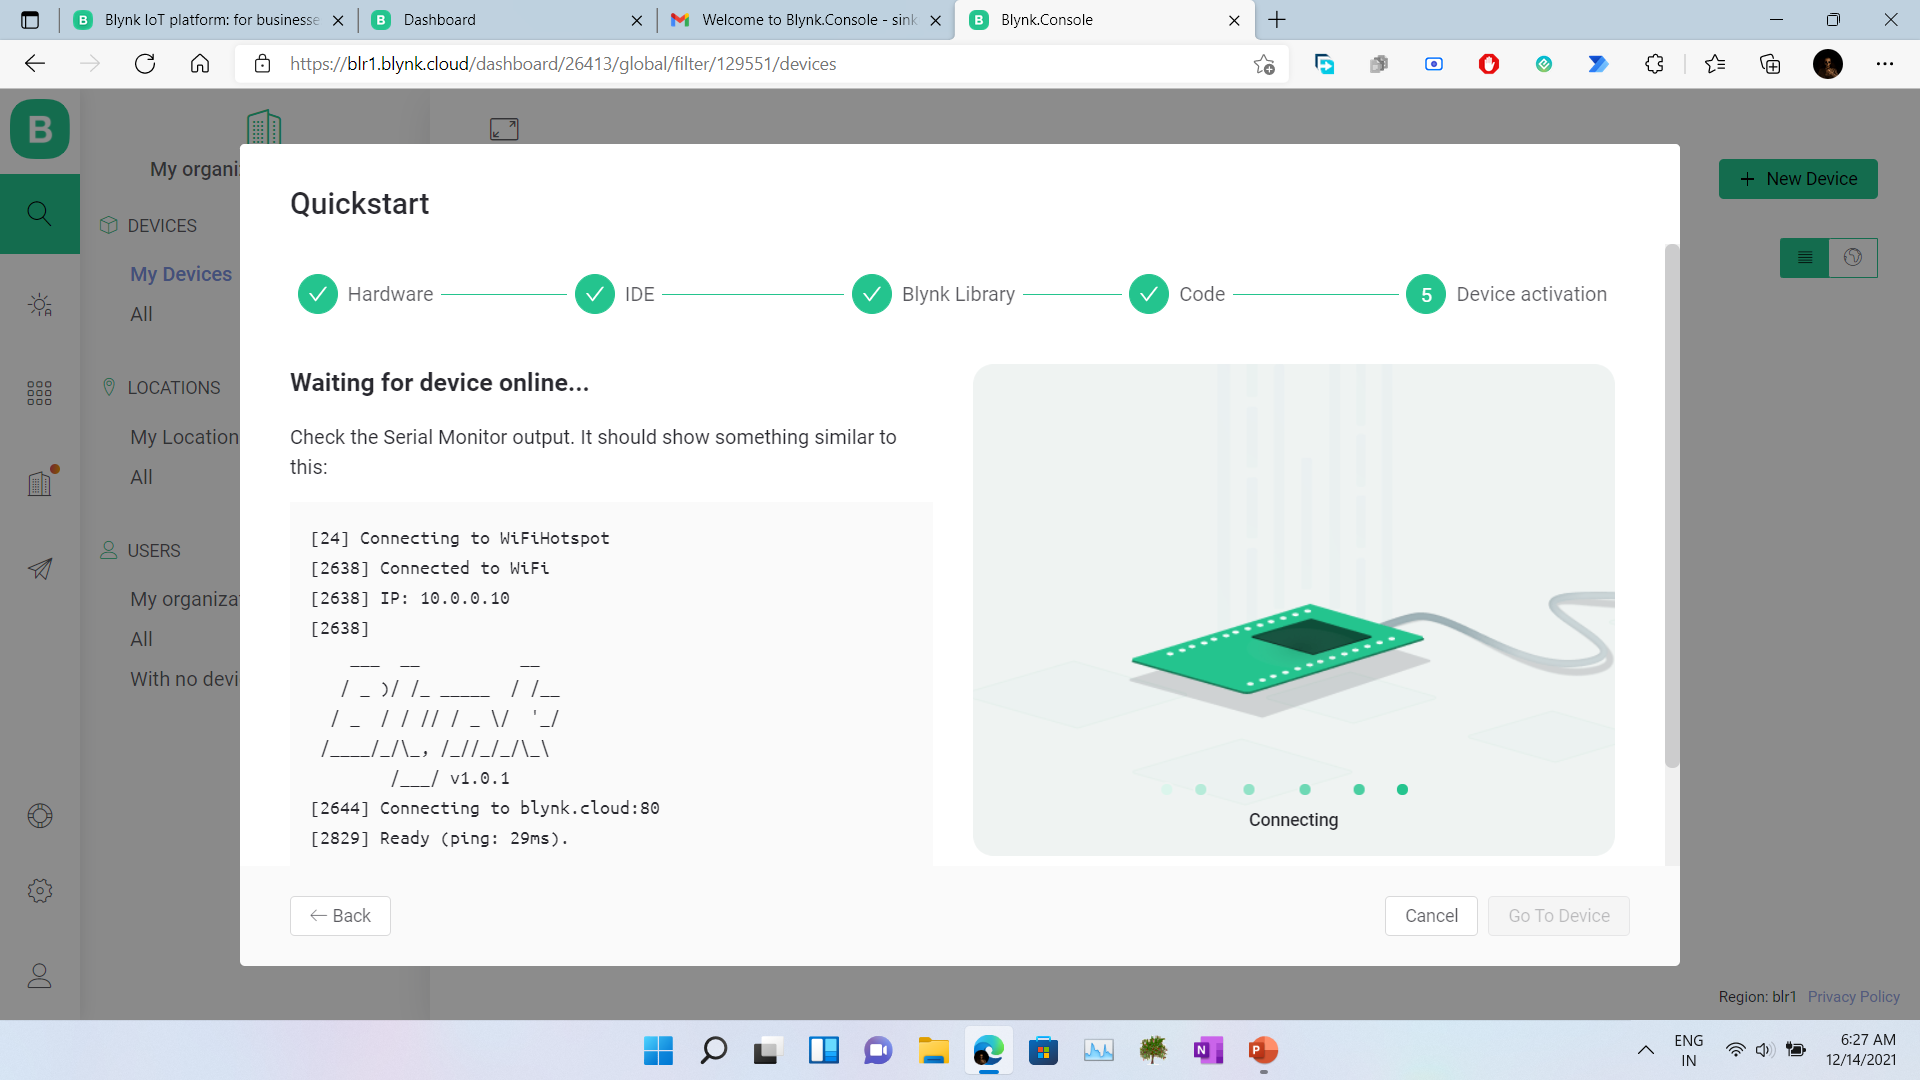 Blynk IoT platform: for businesse
Dashboard
Welcome to Blynk.Console - sink
Blynk.Console
https://blr1.blynk.cloud/dashboard/26413/global/filter/129551/devices
B
My organiz
DEVICES
My Devices
All
LOCATIONS
My Location
All
USERS
My organizat
All
With no devi
+ New Device
Quickstart
Hardware
IDE
Blynk Library
Code
5 Device activation
Waiting for device online...
Check the Serial Monitor output. It should show something similar to
this:
[24] Connecting to WiFiHotspot
[2638] Connected to WiFi
[2638] IP: 10.0.0.10
[2638]
    ___  __          __
   / _ )/ /_ _____  / /__
  / _  / / // / _ \/  '_/
 /____/_/\_, /_//_/_/\_\
        /___/ v1.0.1
[2644] Connecting to blynk.cloud:80
[2829] Ready (ping: 29ms).
Connecting
← Back
Cancel
Go To Device
Region: blr1 Privacy Policy
ENG
IN
6:27 AM
12/14/2021